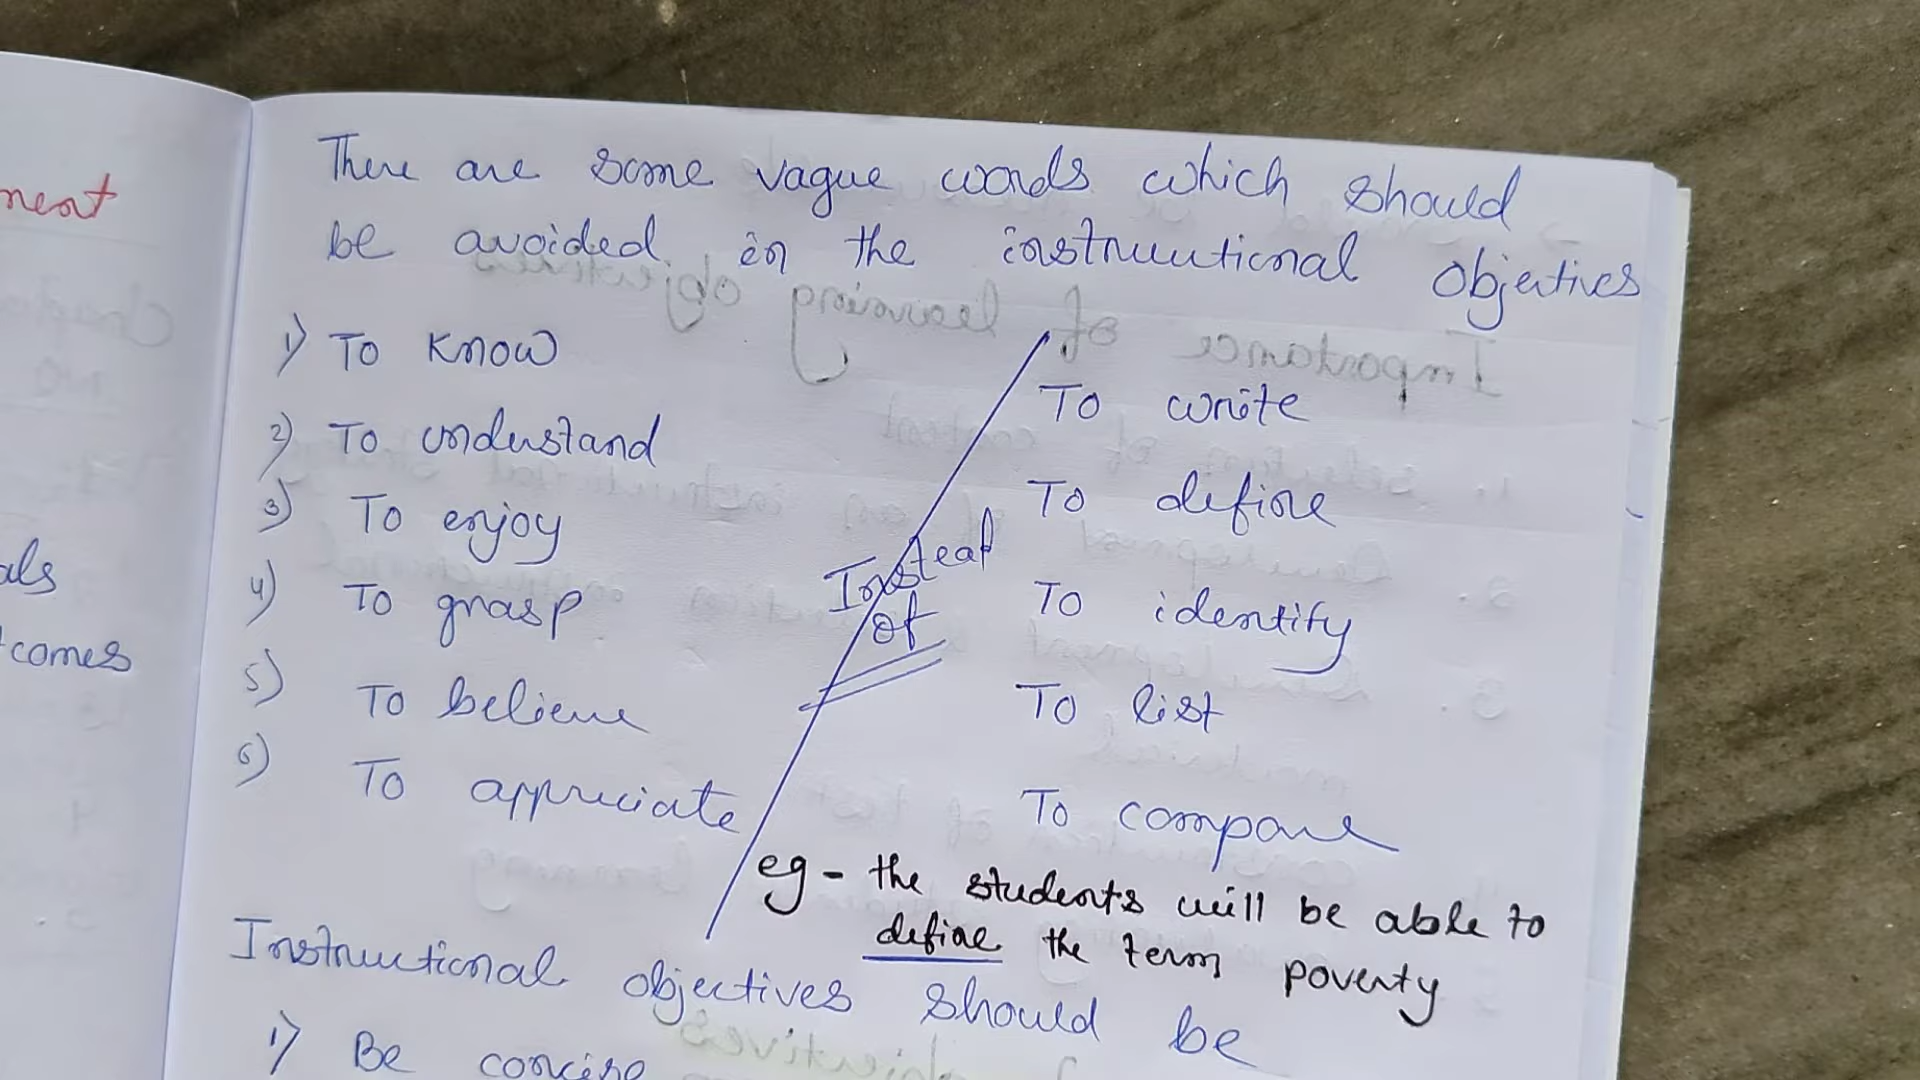 There are some vague words which should
be avoided in the instructional objectives
1) To know
2) To understand
3) To enjoy
4) To grasp
5) To believe
6) To appreciate
Instead
of
To write
To define
To identify
To list
To compare
eg - the students will be able to
define the term poverty
Instructional objectives should be
1) Be concise
ment
als
comes